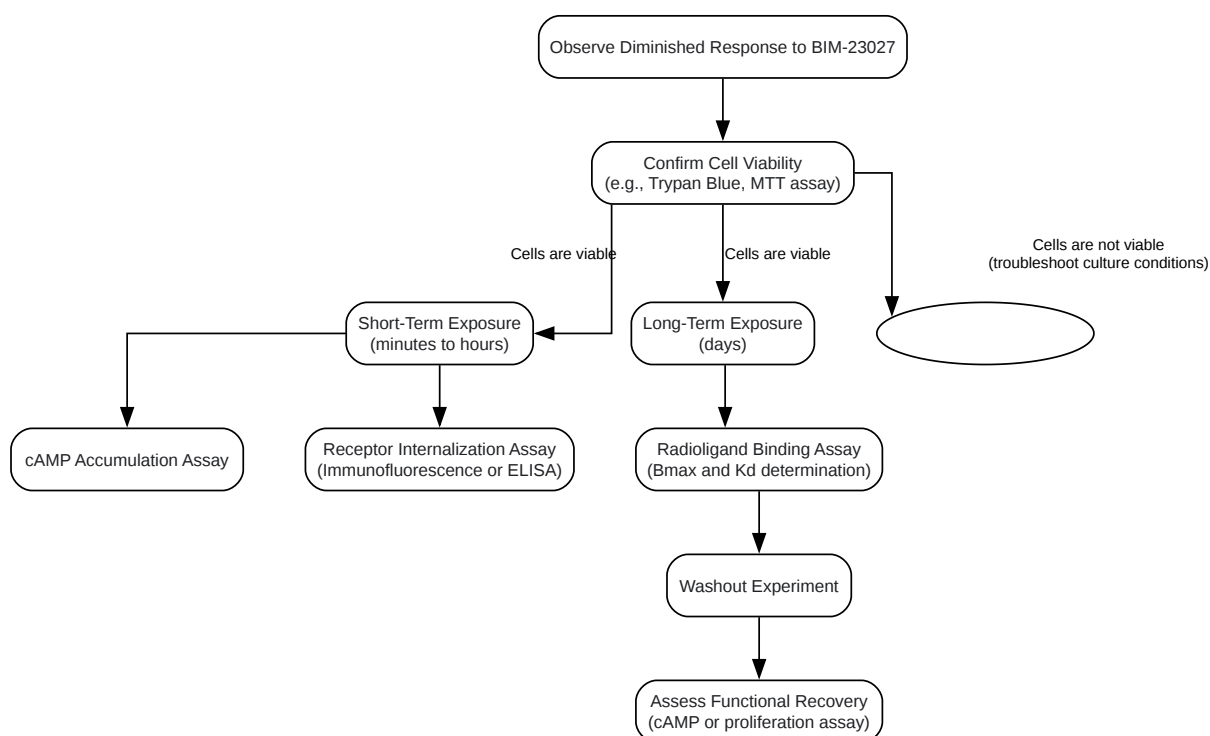 Observe Diminished Response to BIM-23027
Confirm Cell Viability
(e.g., Trypan Blue, MTT assay)
Cells are viable
Cells are viable
Cells are not viable
(troubleshoot culture conditions)
Short-Term Exposure
(minutes to hours)
Long-Term Exposure
(days)
cAMP Accumulation Assay
Receptor Internalization Assay
(Immunofluorescence or ELISA)
Radioligand Binding Assay
(Bmax and Kd determination)
Washout Experiment
Assess Functional Recovery
(cAMP or proliferation assay)